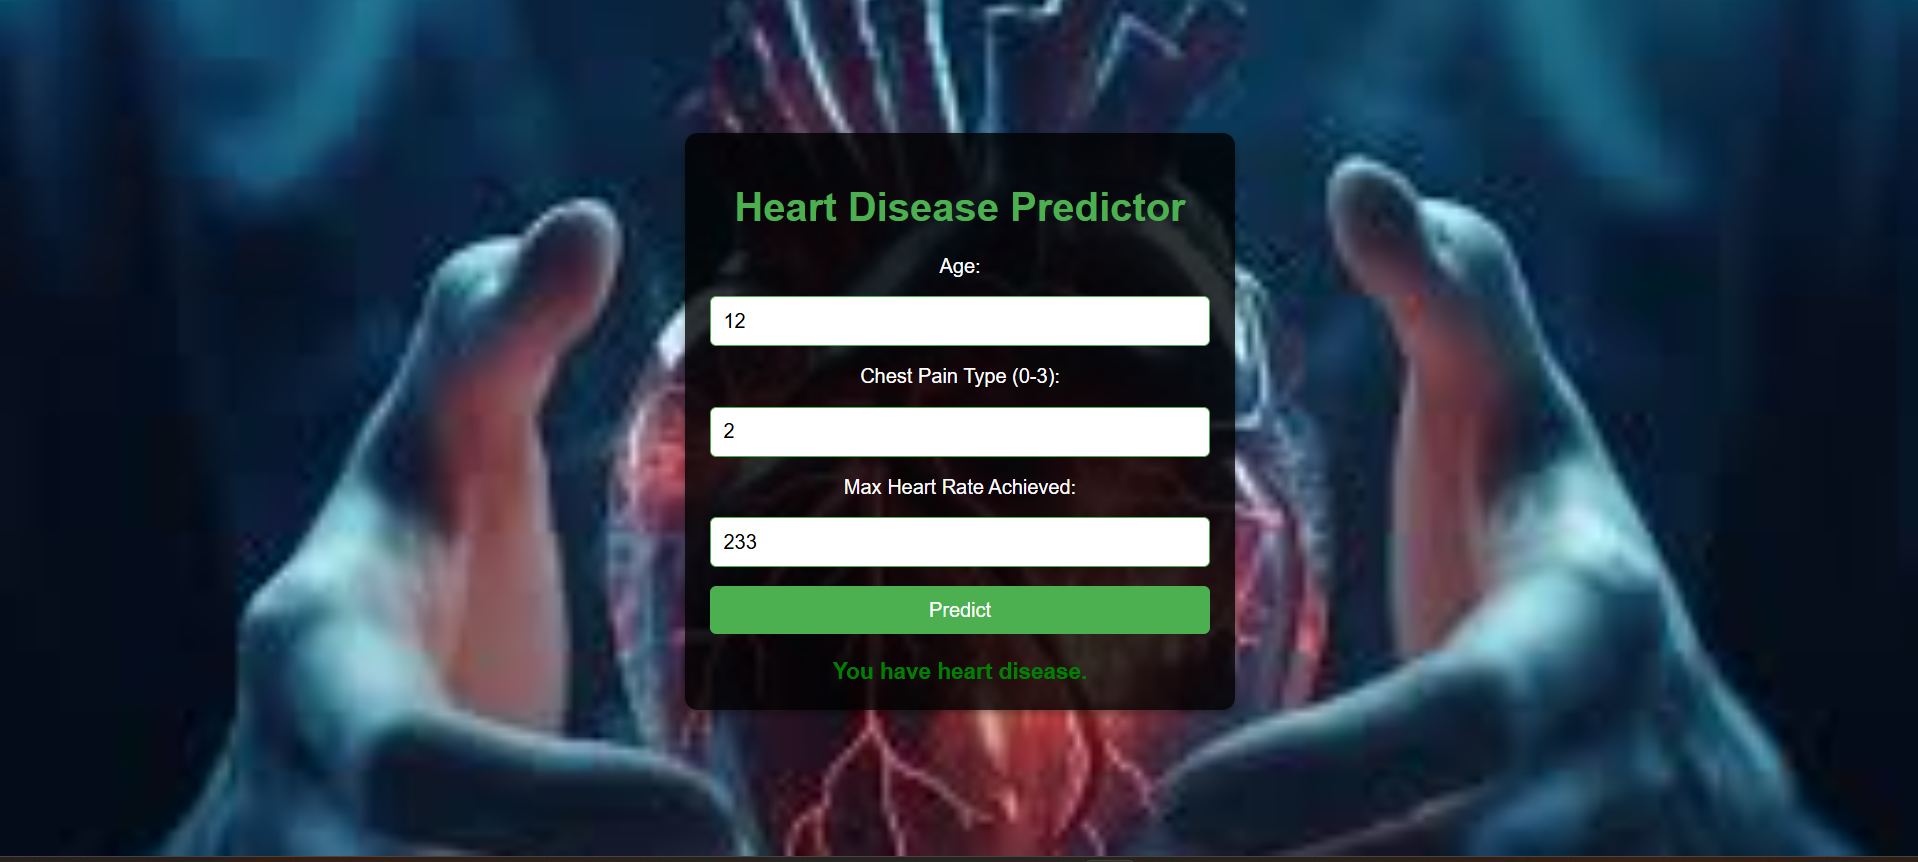 Heart Disease Predictor
Age:
12
Chest Pain Type (0-3):
2
Max Heart Rate Achieved:
233
Predict
You have heart disease.